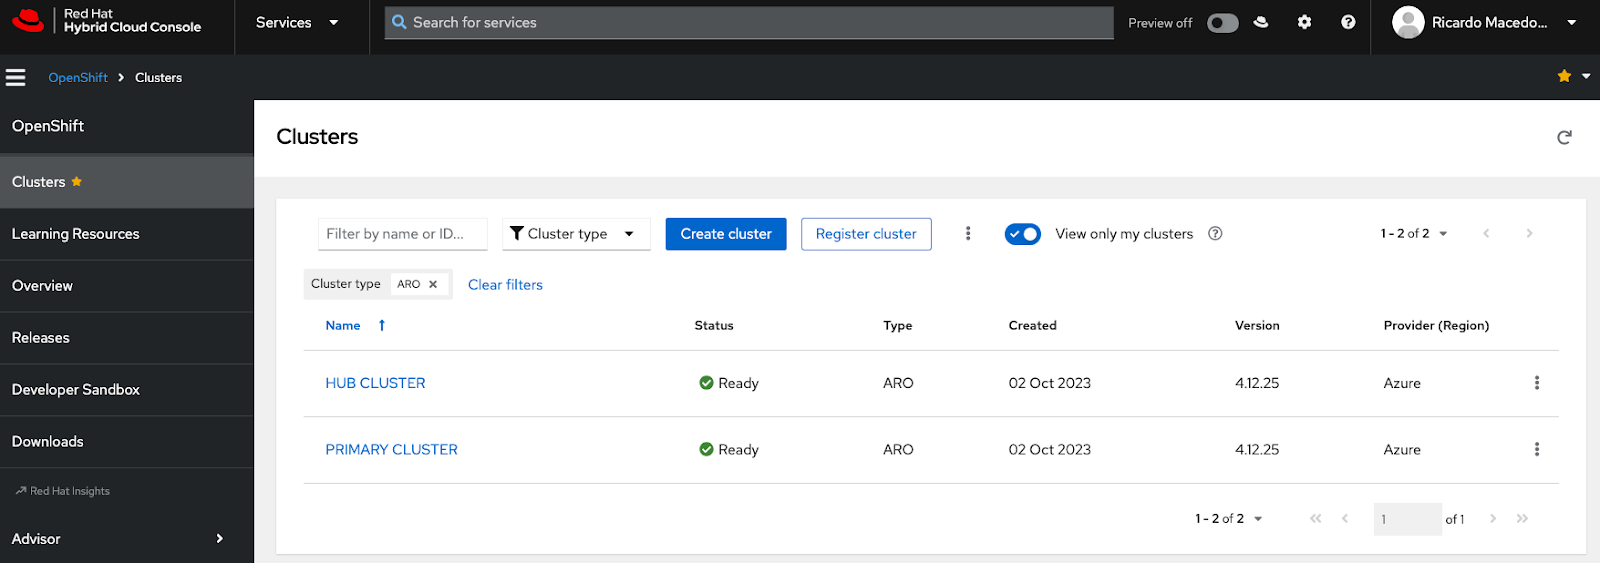 Red Hat
Hybrid Cloud Console
Services
Search for services
Preview off
Ricardo Macedo...
OpenShift
Clusters
OpenShift
Clusters
Learning Resources
Overview
Releases
Developer Sandbox
Downloads
Red Hat Insights
Advisor
Clusters
Filter by name or ID...
Cluster type
Create cluster
Register cluster
View only my clusters
1 - 2 of 2
Cluster type ARO
Clear filters
Name Status Type Created Version Provider (Region)
HUB CLUSTER Ready ARO 02 Oct 2023 4.12.25 Azure
PRIMARY CLUSTER Ready ARO 02 Oct 2023 4.12.25 Azure
1 - 2 of 2
1 of 1